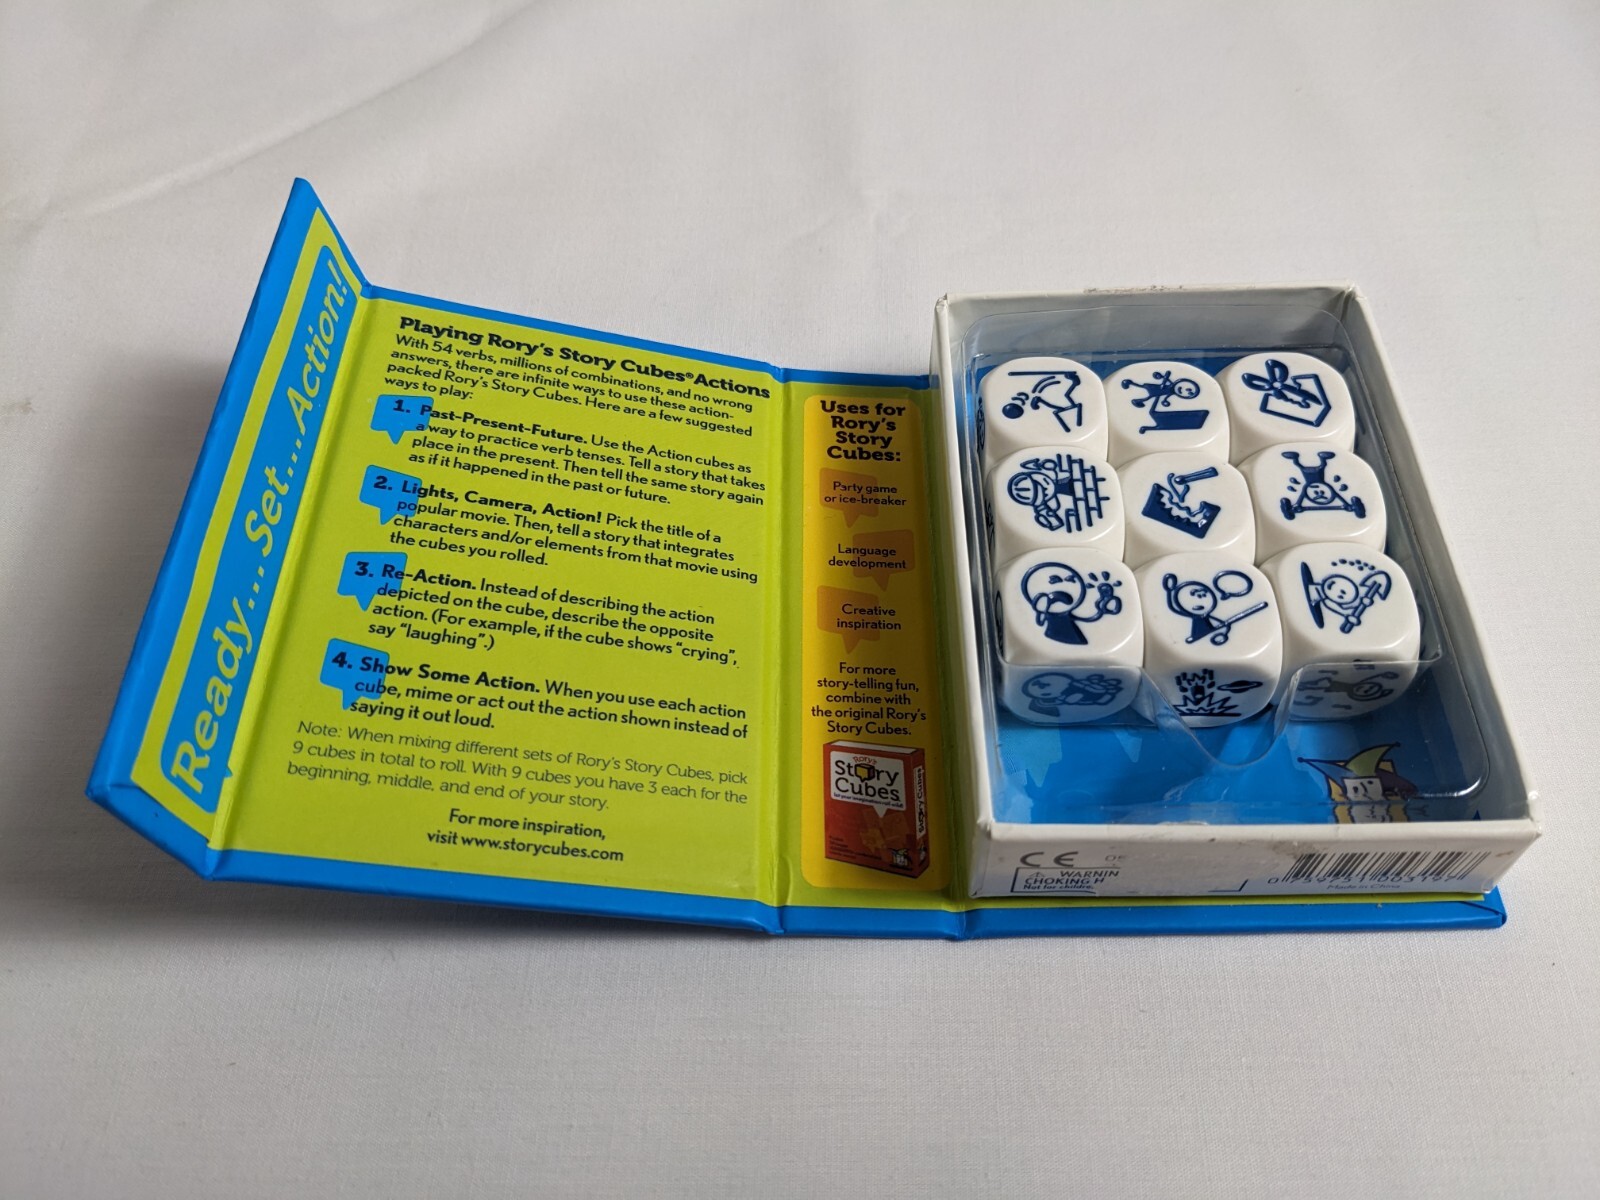 Ready...Set...Action!
Playing Rory's Story Cubes® Actions
With 54 verbs, millions of combinations, and no wrong
answers, there are infinite ways to use these action-
packed Rory's Story Cubes. Here are a few suggested
ways to play:
1. Past-Present-Future. Use the Action cubes as
a way to practice verb tenses. Tell a story that takes
place in the present. Then tell the same story again
as if it happened in the past or future.
2. Lights, Camera, Action! Pick the title of a
popular movie. Then, tell a story that integrates
characters and/or elements from that movie using
the cubes you rolled.
3. Re-Action. Instead of describing the action
depicted on the cube, describe the opposite
action. (For example, if the cube shows "crying",
say "laughing".)
4. Show Some Action. When you use each action
cube, mime or act out the action shown instead of
saying it out loud.
Note: When mixing different sets of Rory's Story Cubes, pick
9 cubes in total to roll. With 9 cubes you have 3 each for the
beginning, middle, and end of your story.
For more inspiration,
visit www.storycubes.com
Uses for
Rory's
Story
Cubes:
Party game
or ice-breaker
Language
development
Creative
inspiration
For more
story-telling fun,
combine with
the original Rory's
Story Cubes.
Rory's
Story
Cubes
Story Cubes
CE
WARNIN
CHOKING H
Not for childre
Made in China